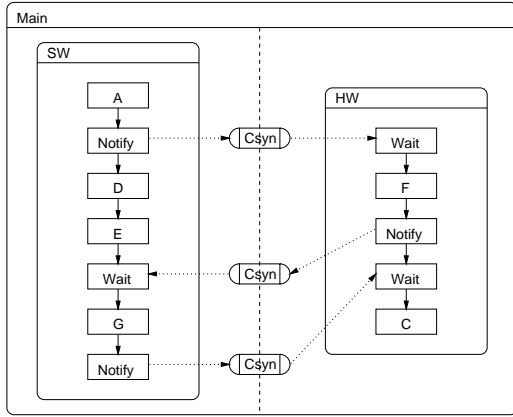 Main
SW
A
Notify
D
E
Wait
G
Notify
Csyn
Csyn
Csyn
HW
Wait
F
Notify
Wait
C